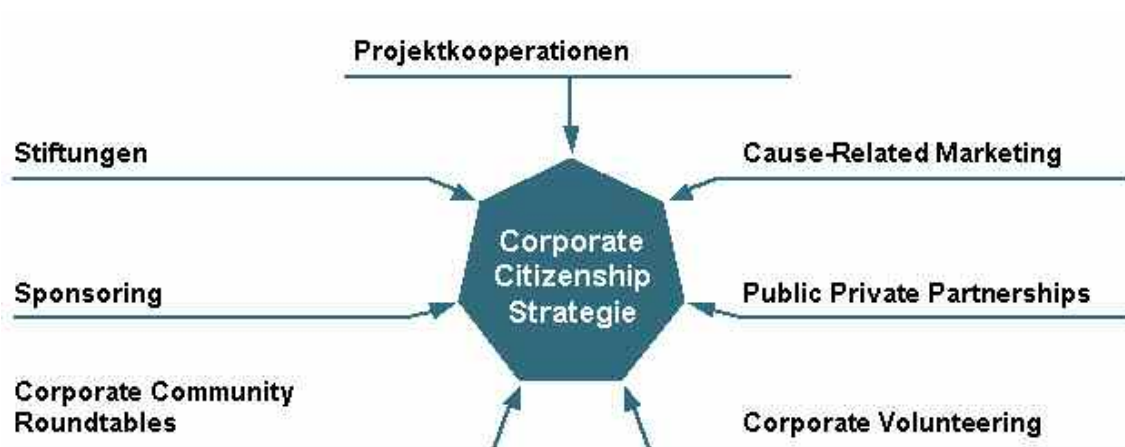 Projektkooperationen
Stiftungen
Cause-Related Marketing
Corporate
Citizenship
Strategie
Sponsoring
Public Private Partnerships
Corporate Community
Roundtables
Corporate Volunteering